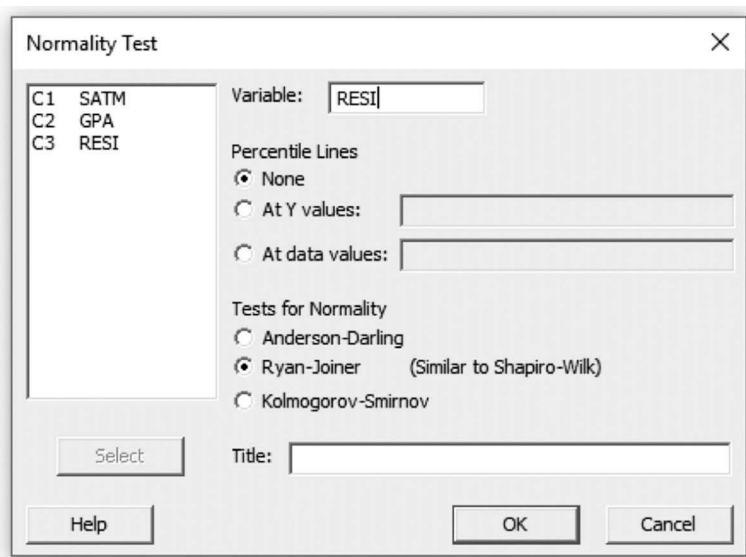 Normality Test
C1 SATM
C2 GPA
C3 RESI
Variable: RESI
Percentile Lines
None
At Y values:
At data values:
Tests for Normality
Anderson-Darling
Ryan-Joiner (Similar to Shapiro-Wilk)
Kolmogorov-Smirnov
Select
Title:
Help
OK
Cancel